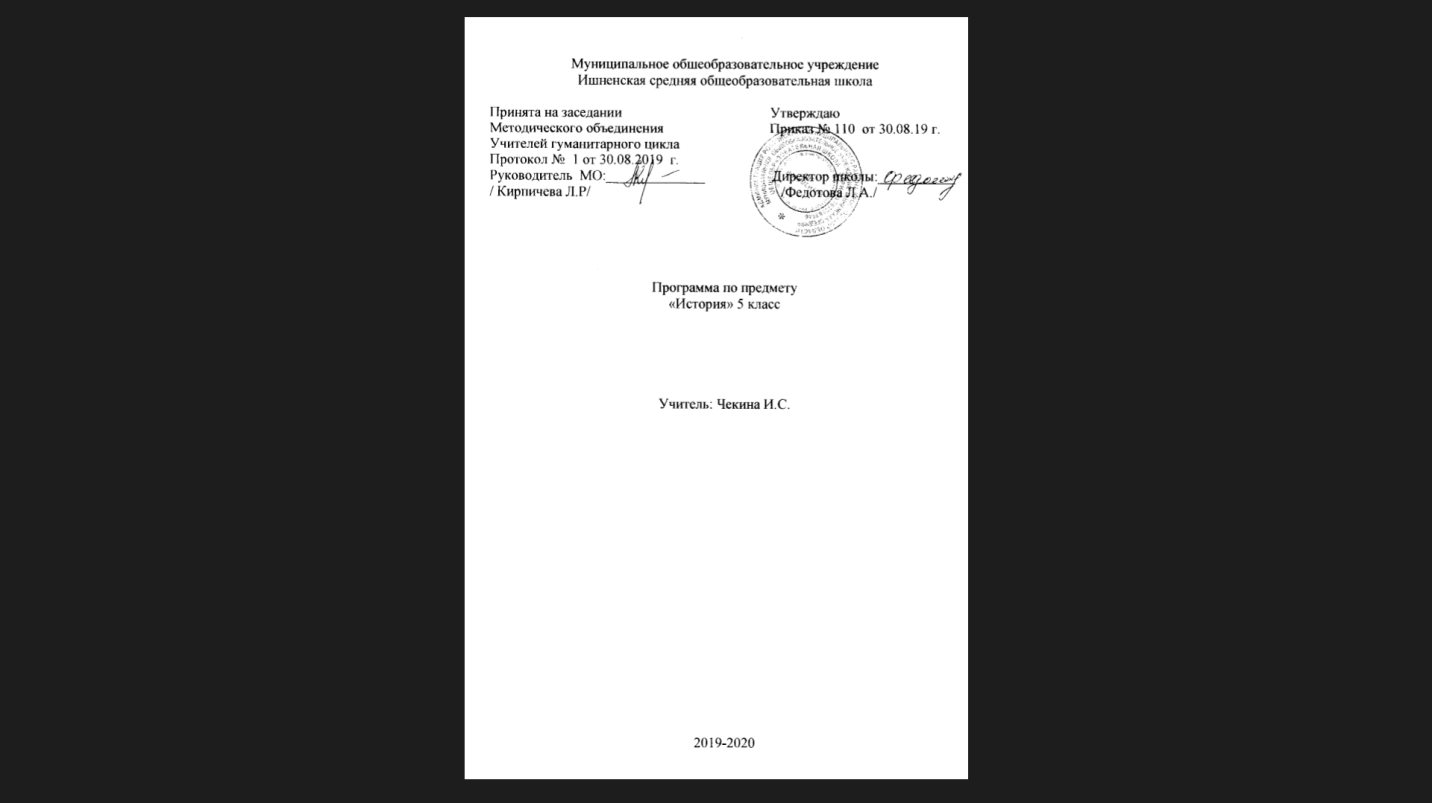 Муниципальное общеобразовательное учреждение
Ишненская средняя общеобразовательная школа
Принята на заседании
Методического объединения
Учителей гуманитарного цикла
Протокол № 1 от 30.08.2019 г.
Руководитель МО:
/ Кирпичева Л.Р/
Утверждаю
Приказ № 110 от 30.08.19 г.
Директор школы:
/Федотова Л.А./
Программа по предмету
«История» 5 класс
Учитель: Чекина И.С.
2019-2020